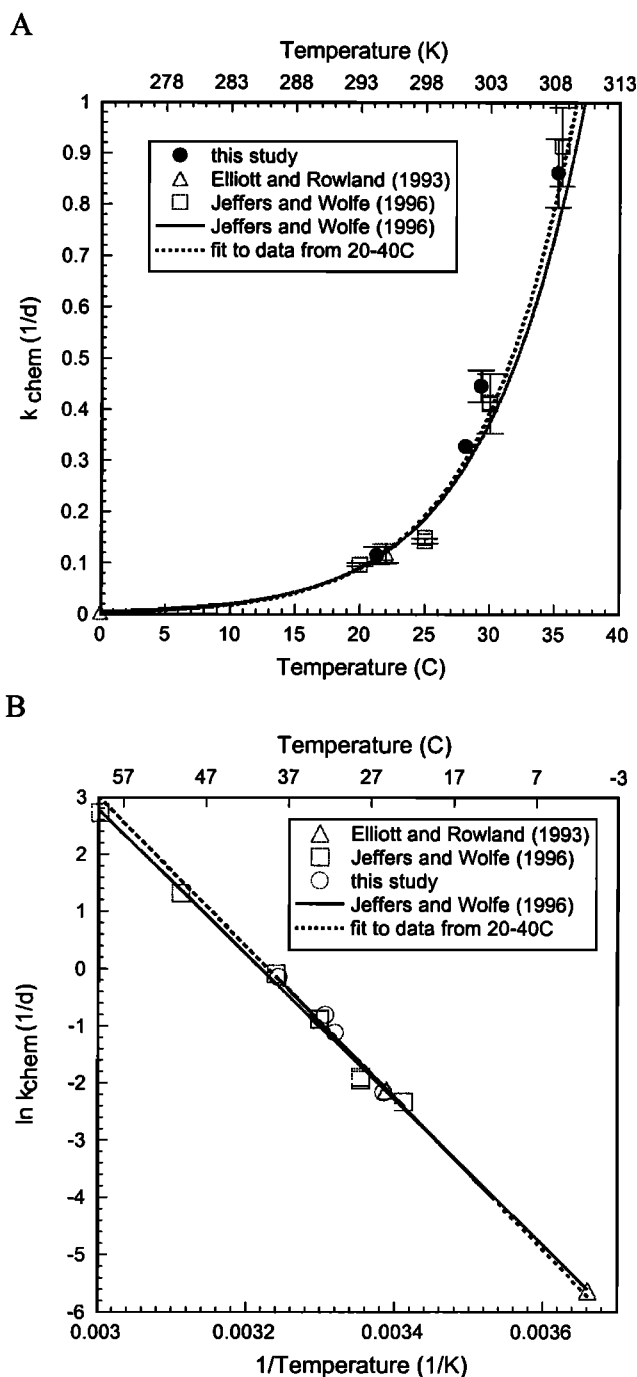 A
Temperature (K)
278 283 288 293 298 303 308 313
1
0.9
0.8
0.7
0.6
0.5
0.4
0.3
0.2
0.1
0
k chem (1/d)
this study
Elliott and Rowland (1993)
Jeffers and Wolfe (1996)
Jeffers and Wolfe (1996)
fit to data from 20-40C
0 5 10 15 20 25 30 35 40
Temperature (C)
B
Temperature (C)
57 47 37 27 17 7 -3
3
2
1
0
-1
-2
-3
-4
-5
-6
ln kchem (1/d)
Elliott and Rowland (1993)
Jeffers and Wolfe (1996)
this study
Jeffers and Wolfe (1996)
fit to data from 20-40C
0.003 0.0032 0.0034 0.0036
1/Temperature (1/K)